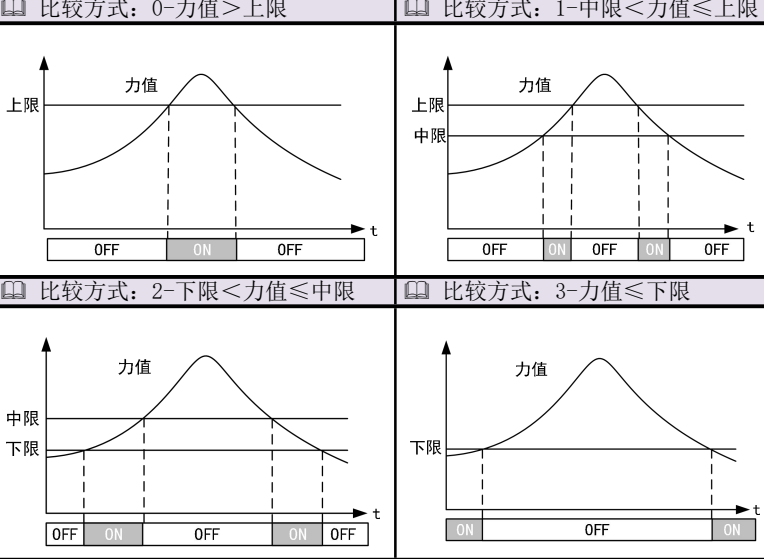 比较方式：0-力值＞上限
力值
上限
t
OFF ON OFF
比较方式：1-中限＜力值≤上限
力值
上限
中限
t
OFF ON OFF ON OFF
比较方式：2-下限＜力值≤中限
力值
中限
下限
t
OFF ON OFF ON OFF
比较方式：3-力值≤下限
力值
下限
t
ON OFF ON